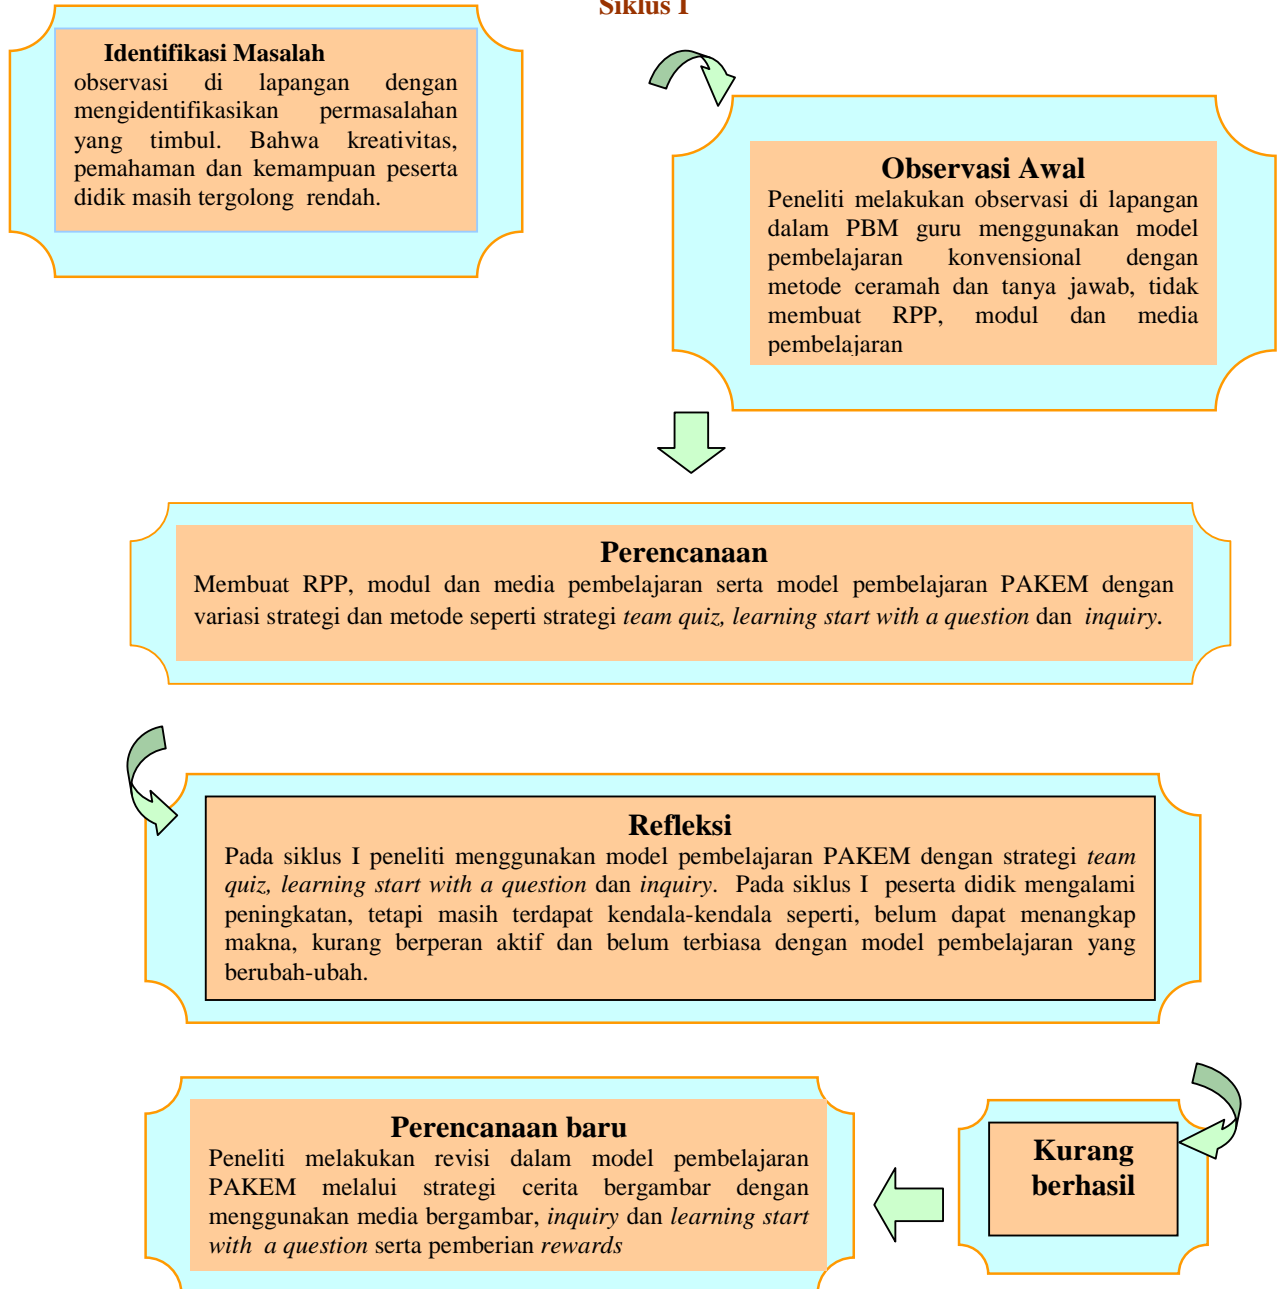 Siklus I
Identifikasi Masalah
observasi di lapangan dengan
mengidentifikasikan permasalahan
yang timbul. Bahwa kreativitas,
pemahaman dan kemampuan peserta
didik masih tergolong rendah.
Observasi Awal
Peneliti melakukan observasi di lapangan
dalam PBM guru menggunakan model
pembelajaran konvensional dengan
metode ceramah dan tanya jawab, tidak
membuat RPP, modul dan media
pembelajaran
Perencanaan
Membuat RPP, modul dan media pembelajaran serta model pembelajaran PAKEM dengan
variasi strategi dan metode seperti strategi team quiz, learning start with a question dan inquiry.
Refleksi
Pada siklus I peneliti menggunakan model pembelajaran PAKEM dengan strategi team
quiz, learning start with a question dan inquiry. Pada siklus I peserta didik mengalami
peningkatan, tetapi masih terdapat kendala-kendala seperti, belum dapat menangkap
makna, kurang berperan aktif dan belum terbiasa dengan model pembelajaran yang
berubah-ubah.
Perencanaan baru
Peneliti melakukan revisi dalam model pembelajaran
PAKEM melalui strategi cerita bergambar dengan
menggunakan media bergambar, inquiry dan learning start
with a question serta pemberian rewards
Kurang
berhasil